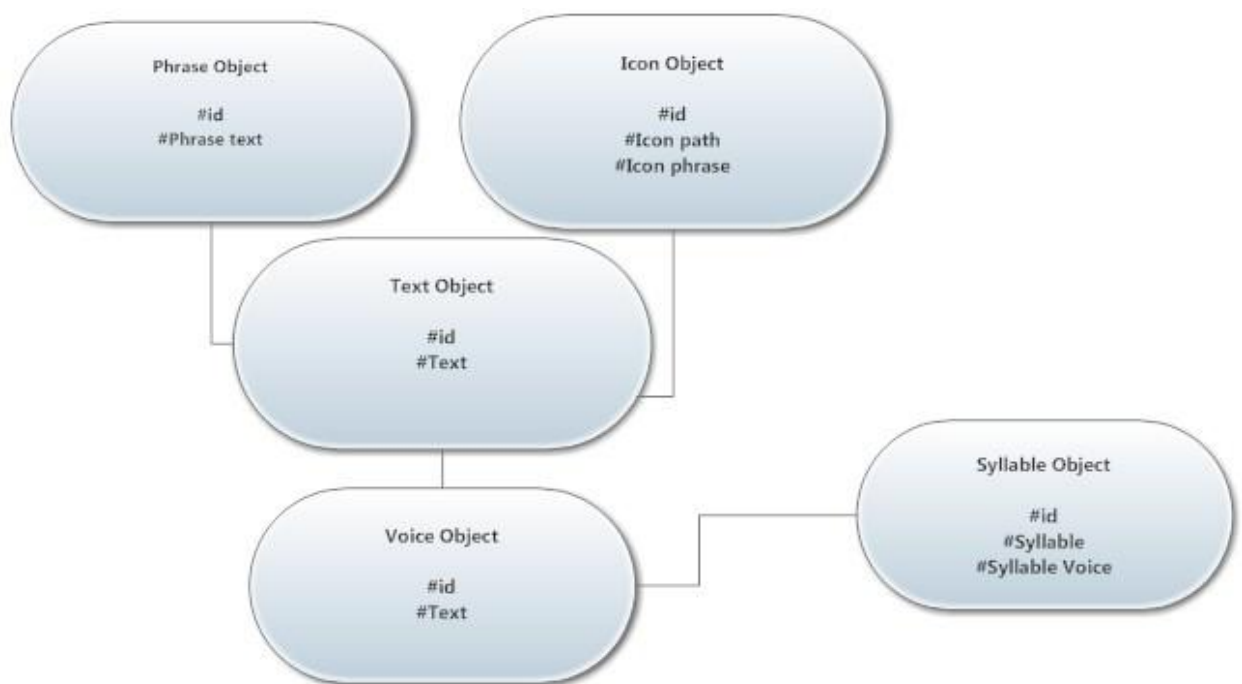 Phrase Object
#id
#Phrase text
Icon Object
#id
#Icon path
#Icon phrase
Text Object
#id
#Text
Voice Object
#id
#Text
Syllable Object
#id
#Syllable
#Syllable Voice